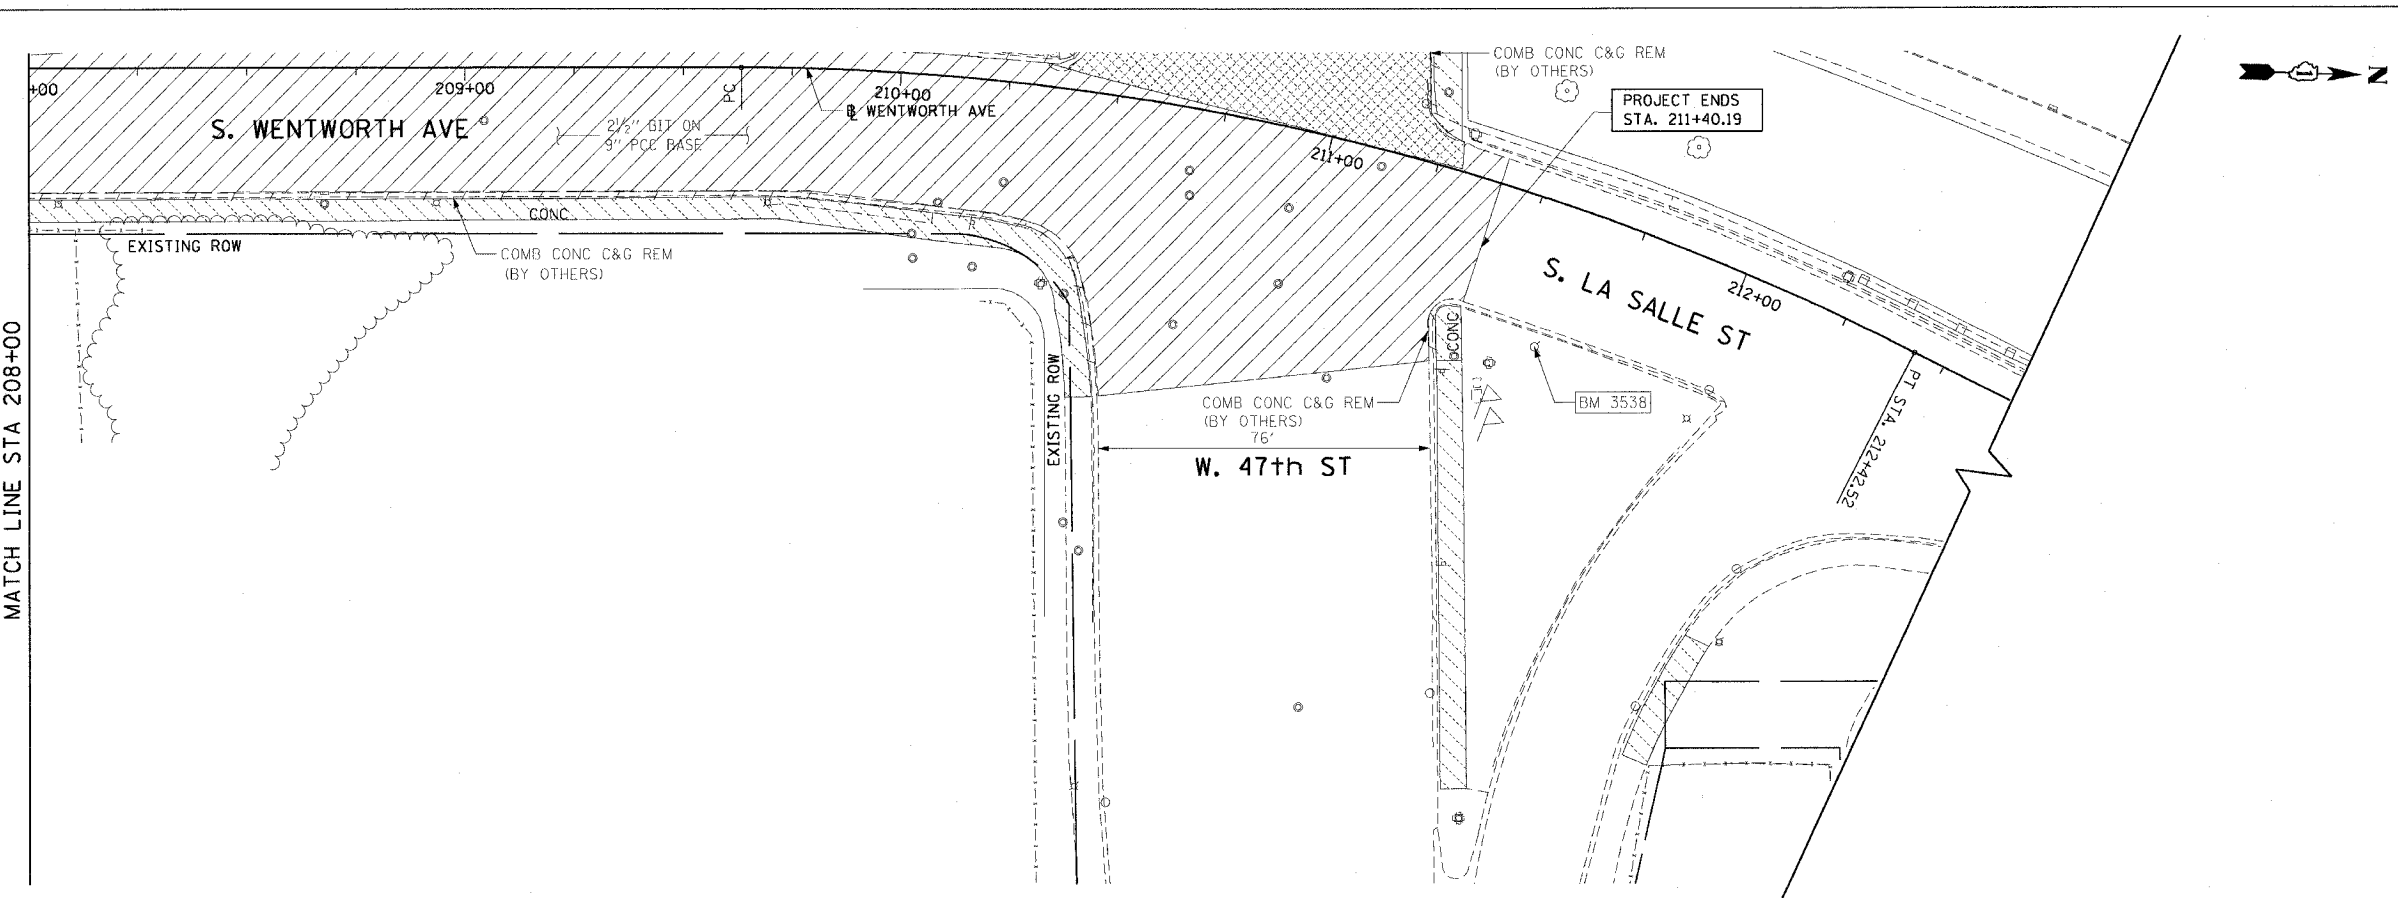 COMB CONC C&G REM
(BY OTHERS)
N
+00
209+00
PC
210+00
℄ WENTWORTH AVE
PROJECT ENDS
STA. 211+40.19
S. WENTWORTH AVE
2½" BIT ON
9" PCC BASE
211+00
CONC
EXISTING ROW
COMB CONC C&G REM
(BY OTHERS)
S. LA SALLE ST
212+00
MATCH LINE STA 208+00
EXISTING ROW
CONC
COMB CONC C&G REM
(BY OTHERS)
76'
W. 47th ST
BM 3538
PT STA. 212+42.52